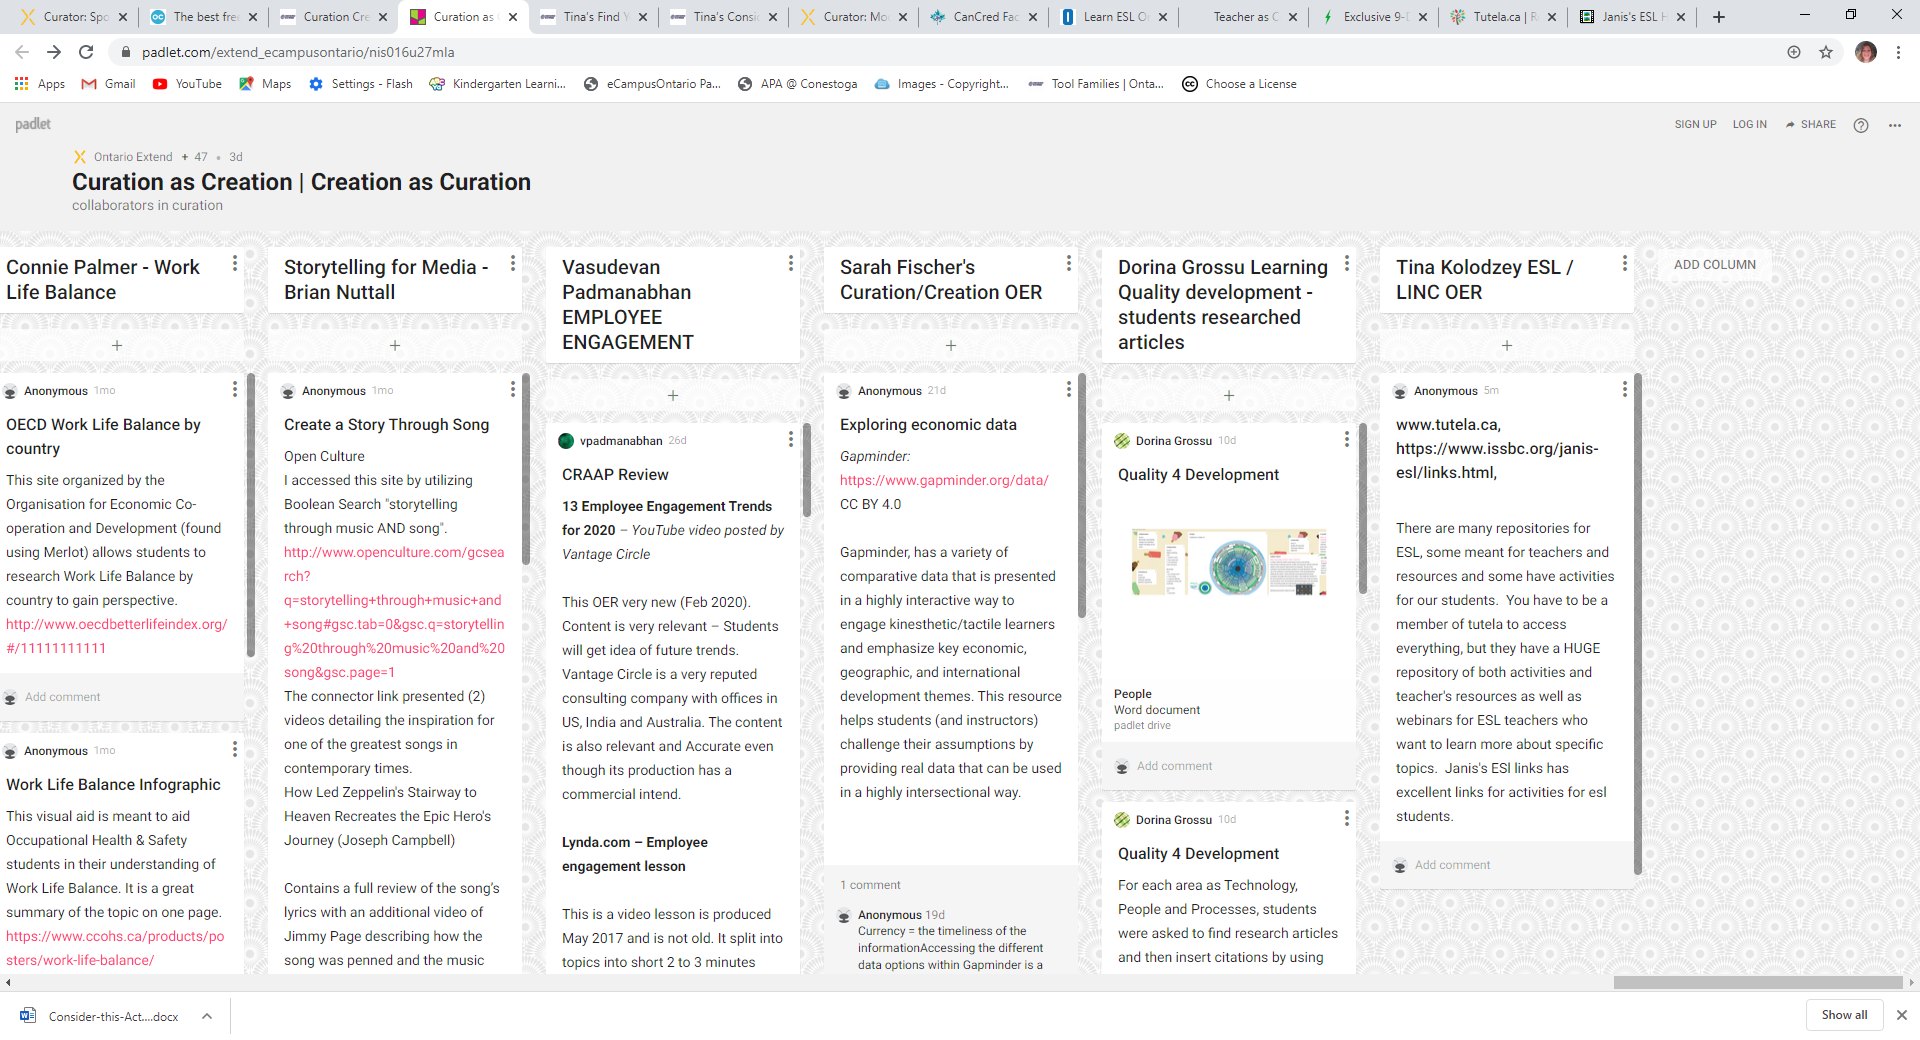 Curator: Spo
The best fre
Curation Cre
Curation as
Tina's Find Y
Tina's Consi
Curator: Mo
CanCred Fac
Learn ESL O
Teacher as C
Exclusive 9-
Tutela.ca | R
Janis's ESL H
padlet.com/extend_ecampusontario/nis016u27mla
Apps
Gmail
YouTube
Maps
Settings - Flash
Kindergarten Learni...
eCampusOntario Pa...
APA @ Conestoga
Images - Copyright...
Tool Families | Onta...
Choose a License
padlet
SIGN UP
LOG IN
SHARE
Ontario Extend + 47 • 3d
Curation as Creation | Creation as Curation
collaborators in curation
Connie Palmer - Work
Life Balance
+
Anonymous 1mo
OECD Work Life Balance by
country
This site organized by the
Organisation for Economic Co-
operation and Development (found
using Merlot) allows students to
research Work Life Balance by
country to gain perspective.
http://www.oecdbetterlifeindex.org/
#/11111111111
Add comment
Anonymous 1mo
Work Life Balance Infographic
This visual aid is meant to aid
Occupational Health & Safety
students in their understanding of
Work Life Balance. It is a great
summary of the topic on one page.
https://www.ccohs.ca/products/po
sters/work-life-balance/
Storytelling for Media -
Brian Nuttall
+
Anonymous 1mo
Create a Story Through Song
Open Culture
I accessed this site by utilizing
Boolean Search "storytelling
through music AND song".
http://www.openculture.com/gcsea
rch?
q=storytelling+through+music+and
+song#gsc.tab=0&gsc.q=storytellin
g%20through%20music%20and%20
song&gsc.page=1
The connector link presented (2)
videos detailing the inspiration for
one of the greatest songs in
contemporary times.
How Led Zeppelin's Stairway to
Heaven Recreates the Epic Hero's
Journey (Joseph Campbell)
Contains a full review of the song's
lyrics with an additional video of
Jimmy Page describing how the
song was penned and the music
Vasudevan
Padmanabhan
EMPLOYEE
ENGAGEMENT
+
vpadmanabhan 26d
CRAAP Review
13 Employee Engagement Trends
for 2020 – YouTube video posted by
Vantage Circle
This OER very new (Feb 2020).
Content is very relevant – Students
will get idea of future trends.
Vantage Circle is a very reputed
consulting company with offices in
US, India and Australia. The content
is also relevant and Accurate even
though its production has a
commercial intend.
Lynda.com – Employee
engagement lesson
This is a video lesson is produced
May 2017 and is not old. It split into
topics into short 2 to 3 minutes
Sarah Fischer's
Curation/Creation OER
+
Anonymous 21d
Exploring economic data
Gapminder:
https://www.gapminder.org/data/
CC BY 4.0
Gapminder, has a variety of
comparative data that is presented
in a highly interactive way to
engage kinesthetic/tactile learners
and emphasize key economic,
geographic, and international
development themes. This resource
helps students (and instructors)
challenge their assumptions by
providing real data that can be used
in a highly intersectional way.
1 comment
Anonymous 19d
Currency = the timeliness of the
informationAccessing the different
data options within Gapminder is a
Dorina Grossu Learning
Quality development -
students researched
articles
+
Dorina Grossu 10d
Quality 4 Development
People
Word document
padlet drive
Add comment
Dorina Grossu 10d
Quality 4 Development
For each area as Technology,
People and Processes, students
were asked to find research articles
and then insert citations by using
Tina Kolodzey ESL /
LINC OER
+
Anonymous 5m
www.tutela.ca,
https://www.issbc.org/janis-
esl/links.html,
There are many repositories for
ESL, some meant for teachers and
resources and some have activities
for our students. You have to be a
member of tutela to access
everything, but they have a HUGE
repository of both activities and
teacher's resources as well as
webinars for ESL teachers who
want to learn more about specific
topics. Janis's ESl links has
excellent links for activities for esl
students.
Add comment
ADD COLUMN
Consider-this-Act....docx
Show all